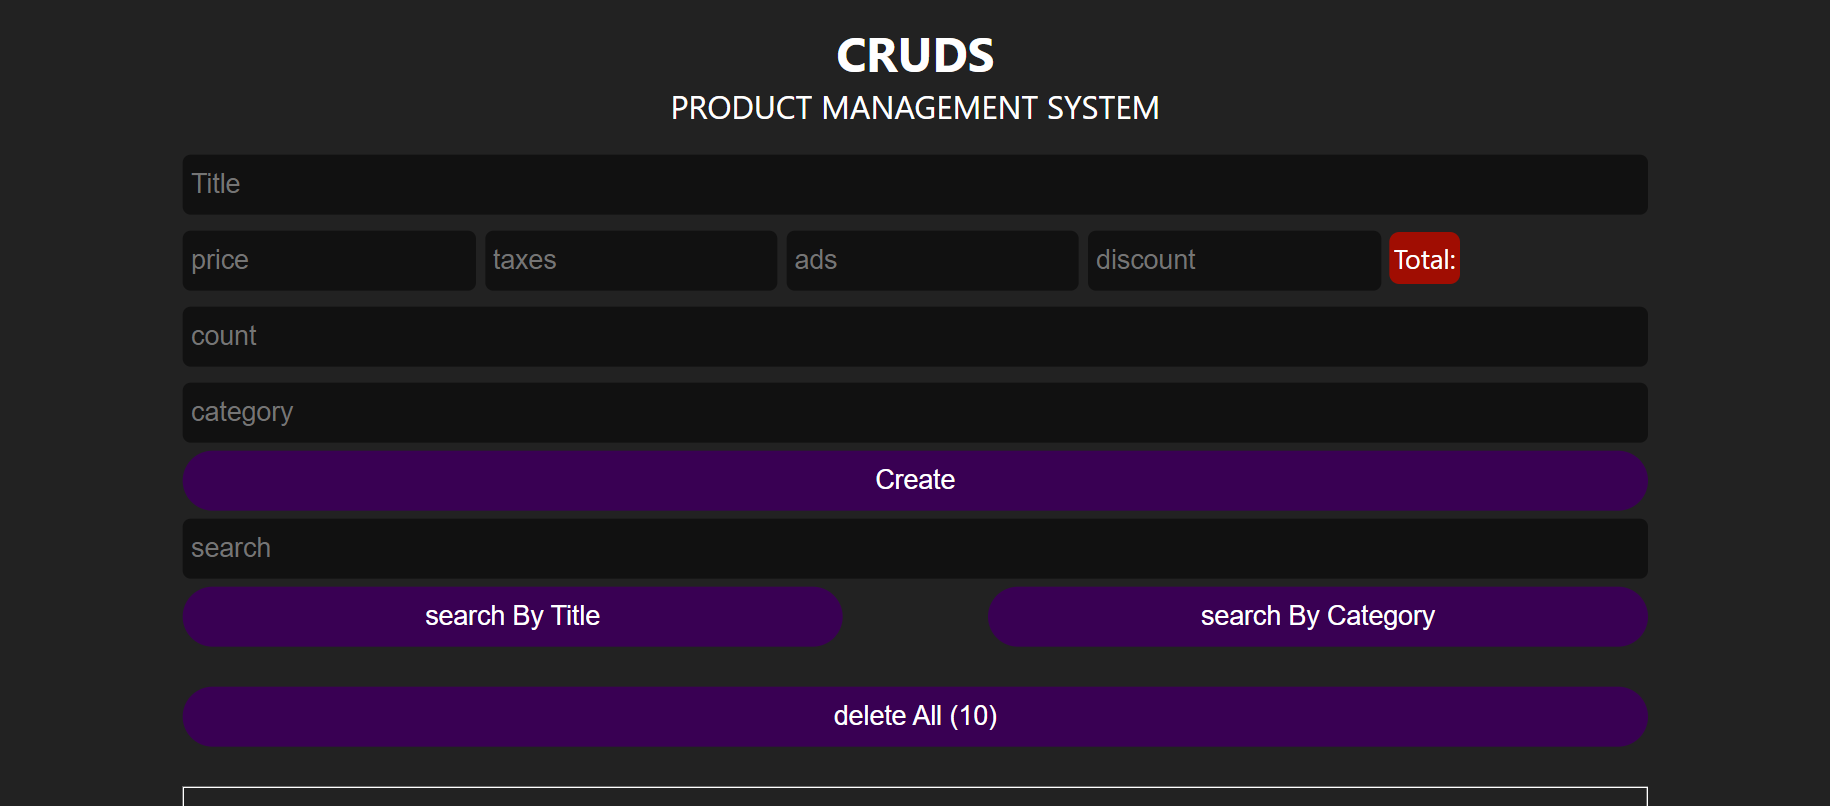 CRUDS
PRODUCT MANAGEMENT SYSTEM
Title
price taxes ads discount Total:
count
category
Create
search
search By Title search By Category
delete All (10)